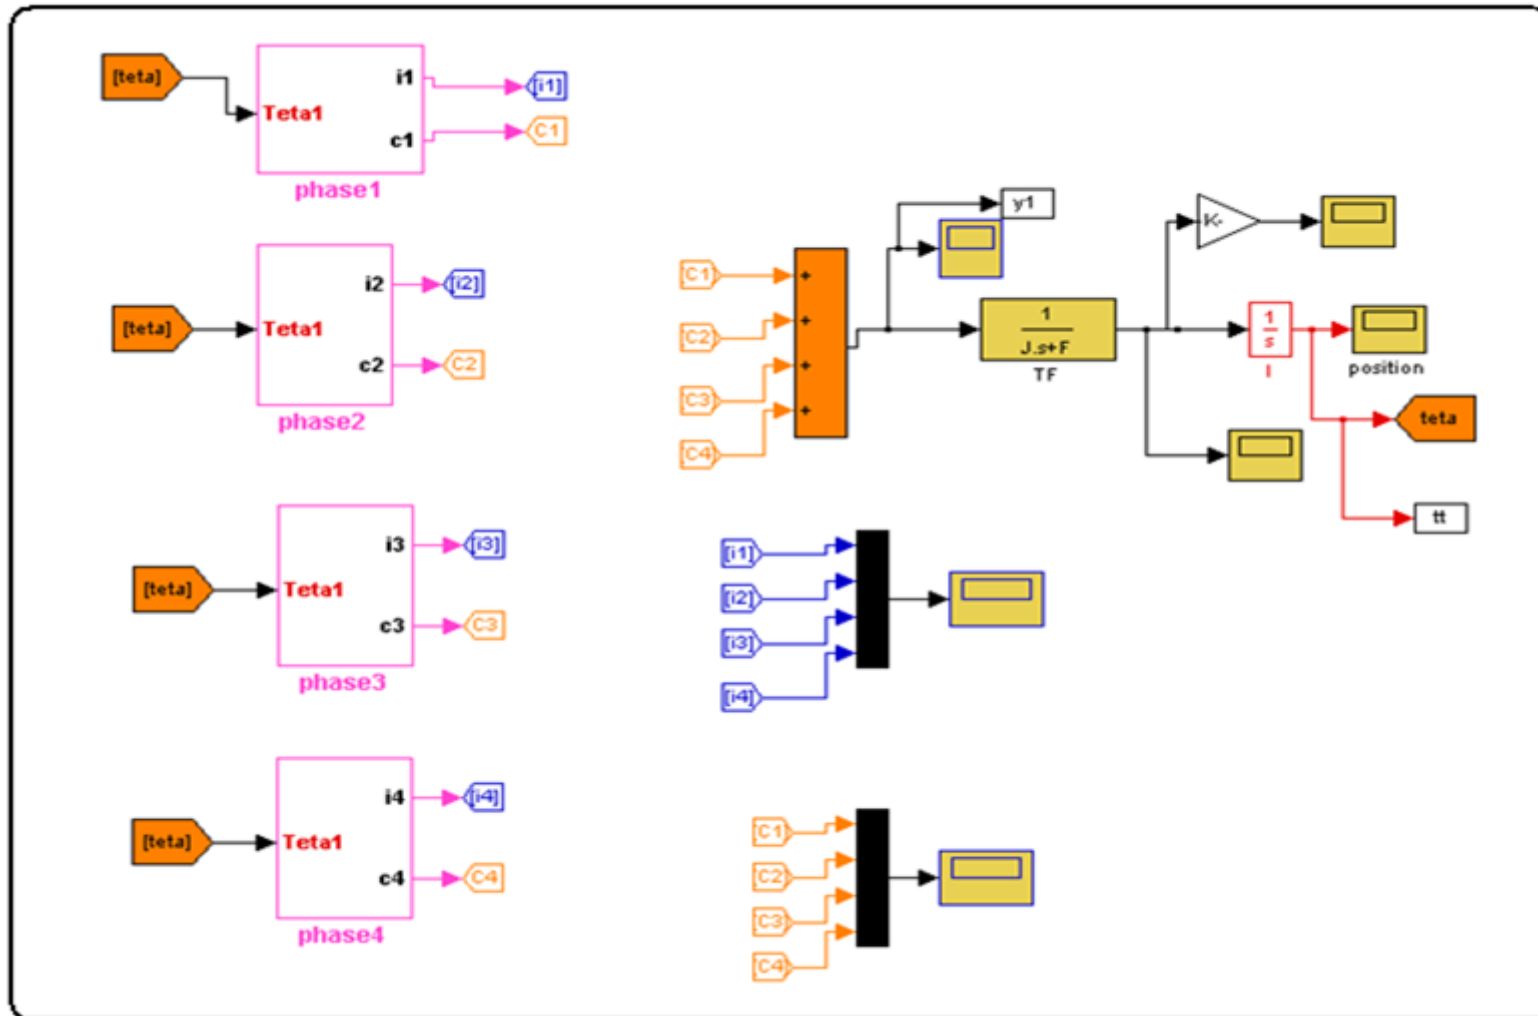 [teta]
Teta1
i1
c1
[i1]
C1
phase1
[teta]
Teta1
i2
c2
[i2]
C2
phase2
[teta]
Teta1
i3
c3
[i3]
C3
phase3
[teta]
Teta1
i4
c4
[i4]
C4
phase4
[C1]
[C2]
[C3]
[C4]
+
+
+
+
y1
1
J.s+F
TF
K-
1
s
I
position
teta
tt
[i1]
[i2]
[i3]
[i4]
[C1]
[C2]
[C3]
[C4]